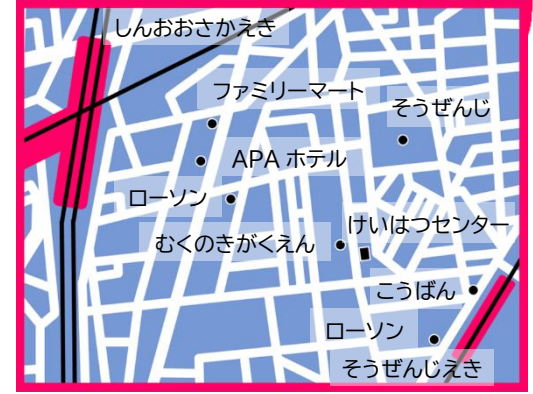 しんおおさかえき
ファミリーマート
そうぜんじ
APA ホテル
ローソン
けいはつセンター
むくのきがくえん
こうばん
ローソン
そうぜんじえき